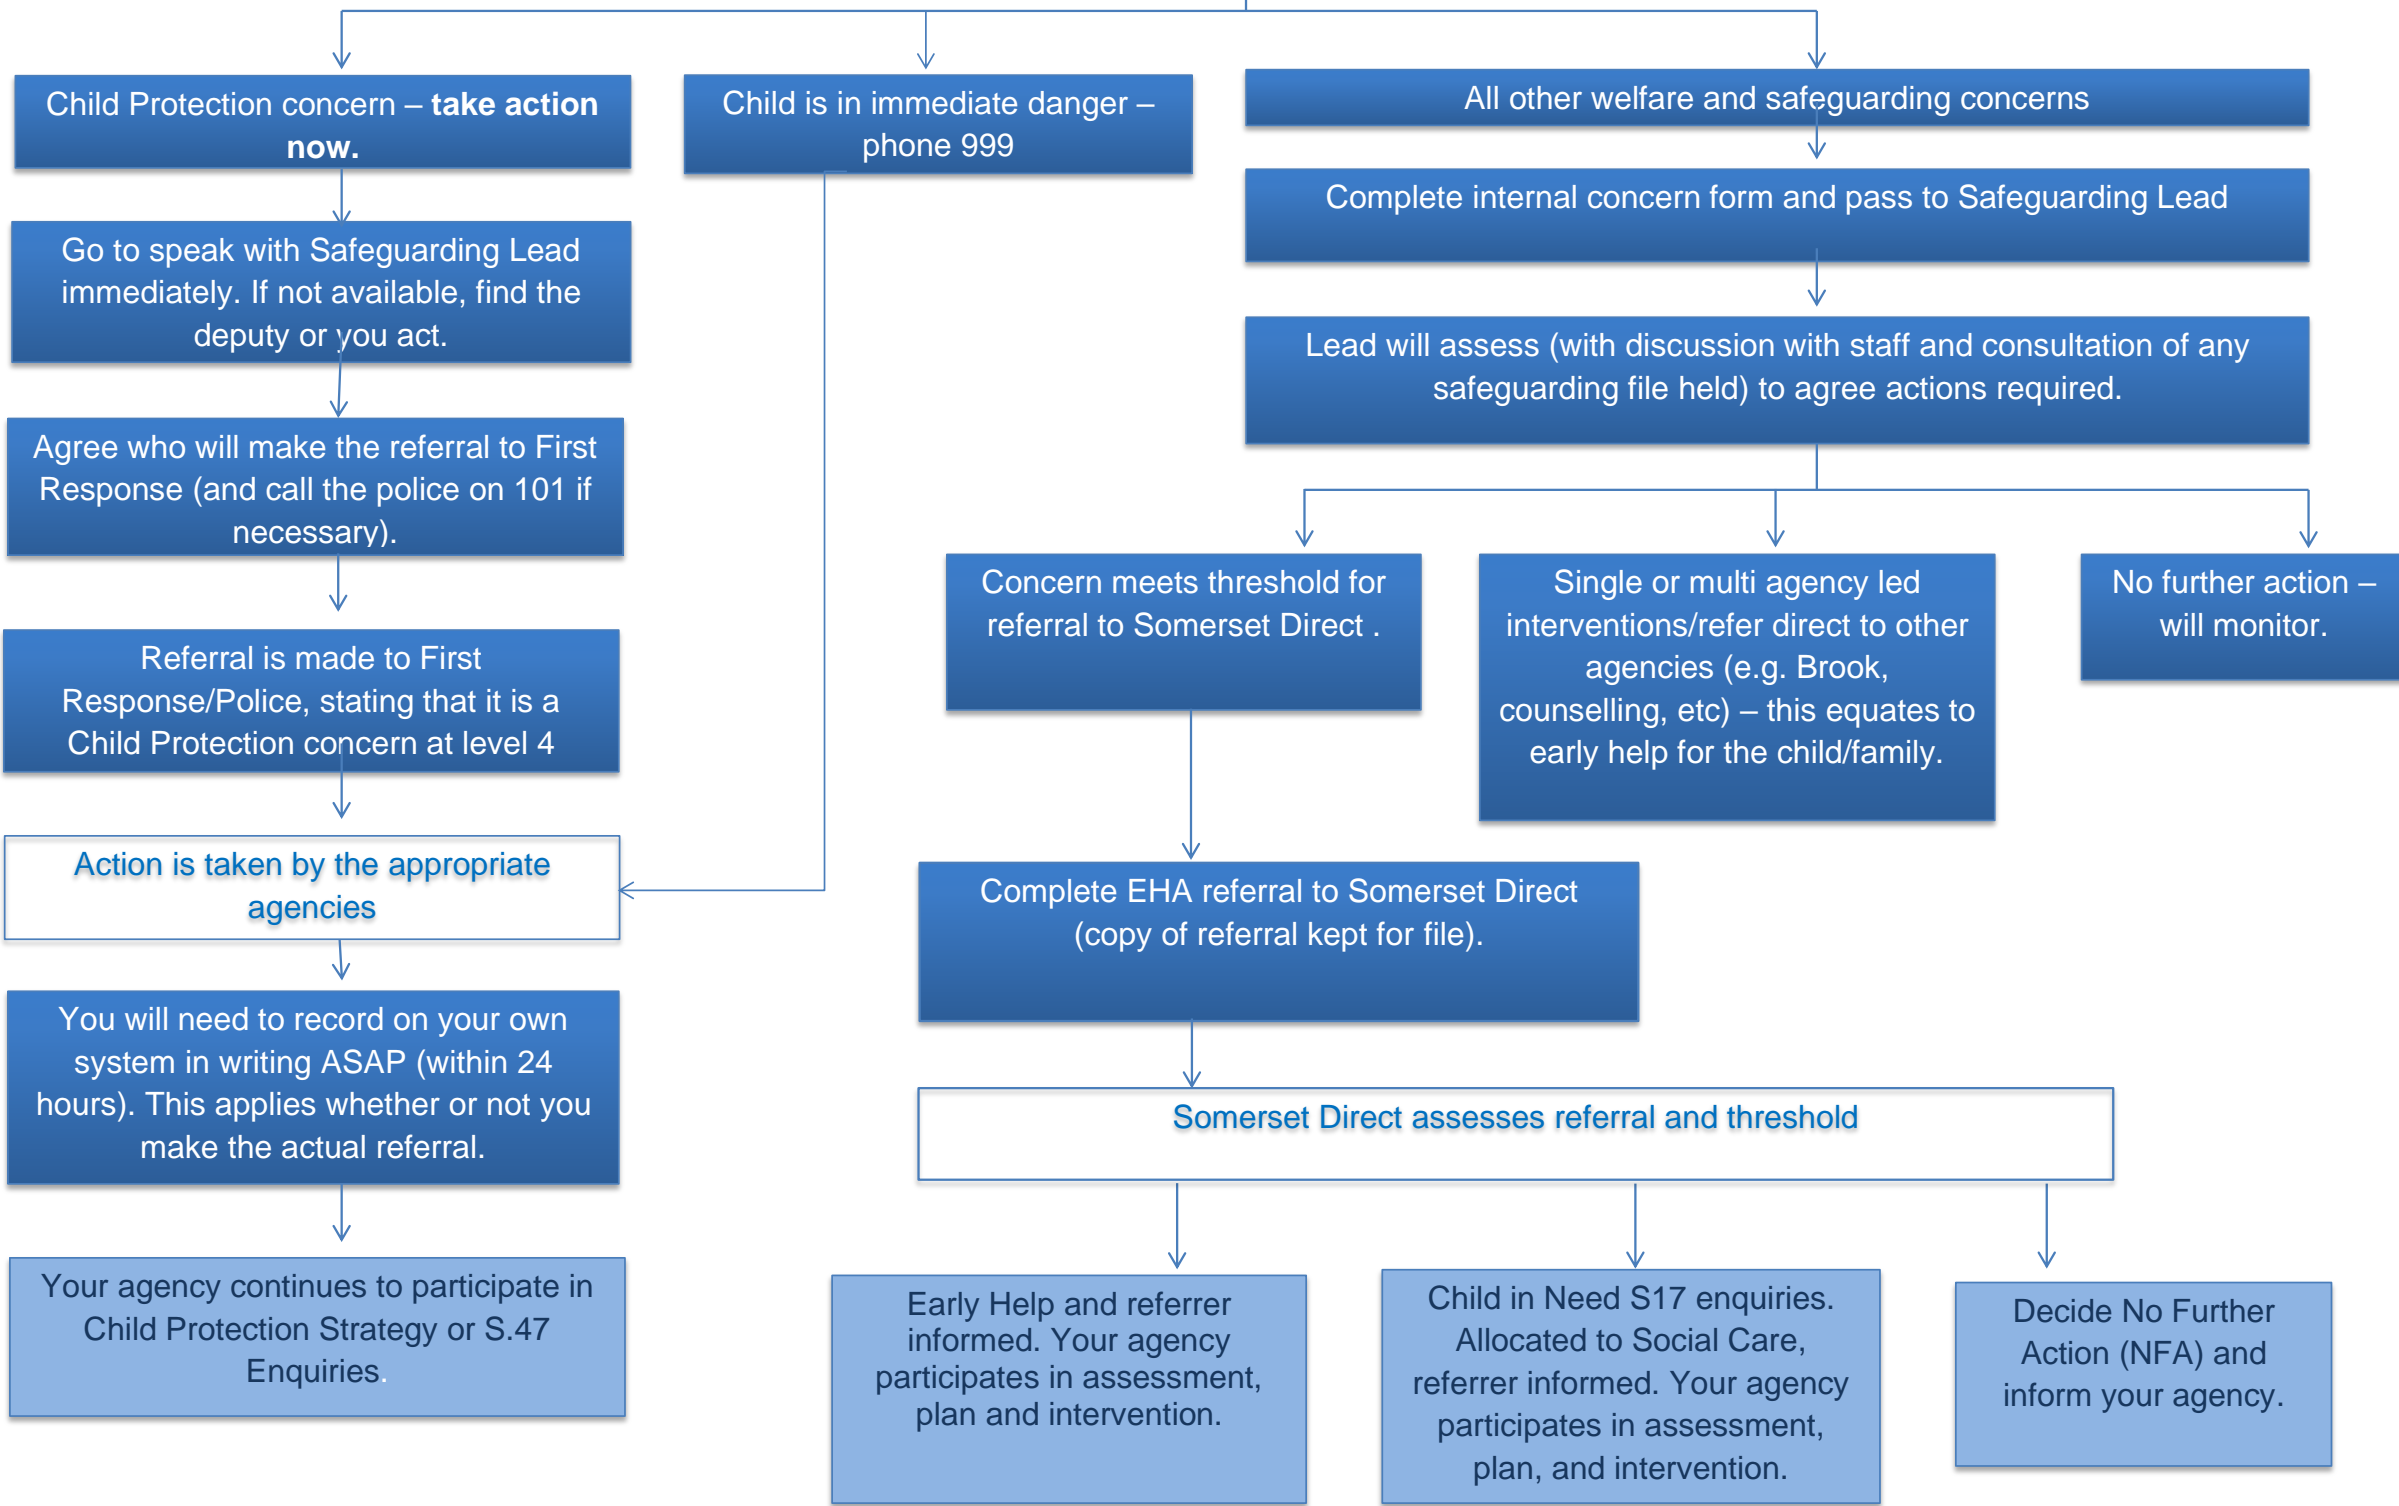 Child Protection concern – take action
now.
Child is in immediate danger –
phone 999
All other welfare and safeguarding concerns
Complete internal concern form and pass to Safeguarding Lead
Go to speak with Safeguarding Lead
immediately. If not available, find the
deputy or you act.
Lead will assess (with discussion with staff and consultation of any
safeguarding file held) to agree actions required.
Agree who will make the referral to First
Response (and call the police on 101 if
necessary).
Concern meets threshold for
referral to Somerset Direct .
Single or multi agency led
interventions/refer direct to other
agencies (e.g. Brook,
counselling, etc) – this equates to
early help for the child/family.
No further action –
will monitor.
Referral is made to First
Response/Police, stating that it is a
Child Protection concern at level 4
Action is taken by the appropriate
agencies
Complete EHA referral to Somerset Direct
(copy of referral kept for file).
You will need to record on your own
system in writing ASAP (within 24
hours). This applies whether or not you
make the actual referral.
Somerset Direct assesses referral and threshold
Your agency continues to participate in
Child Protection Strategy or S.47
Enquiries.
Early Help and referrer
informed. Your agency
participates in assessment,
plan and intervention.
Child in Need S17 enquiries.
Allocated to Social Care,
referrer informed. Your agency
participates in assessment,
plan, and intervention.
Decide No Further
Action (NFA) and
inform your agency.